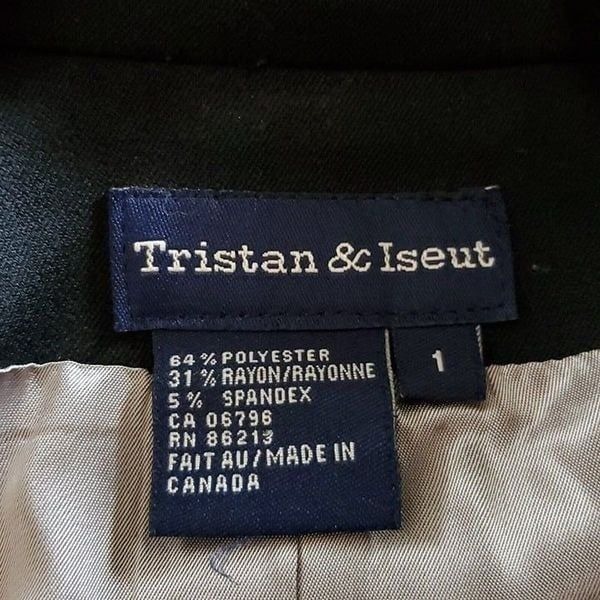 Tristan & Iseut
64% POLYESTER
31% RAYON/RAYONNE
5% SPANDEX
CA 06796
RN 86213
FAIT AU/MADE IN
CANADA
1